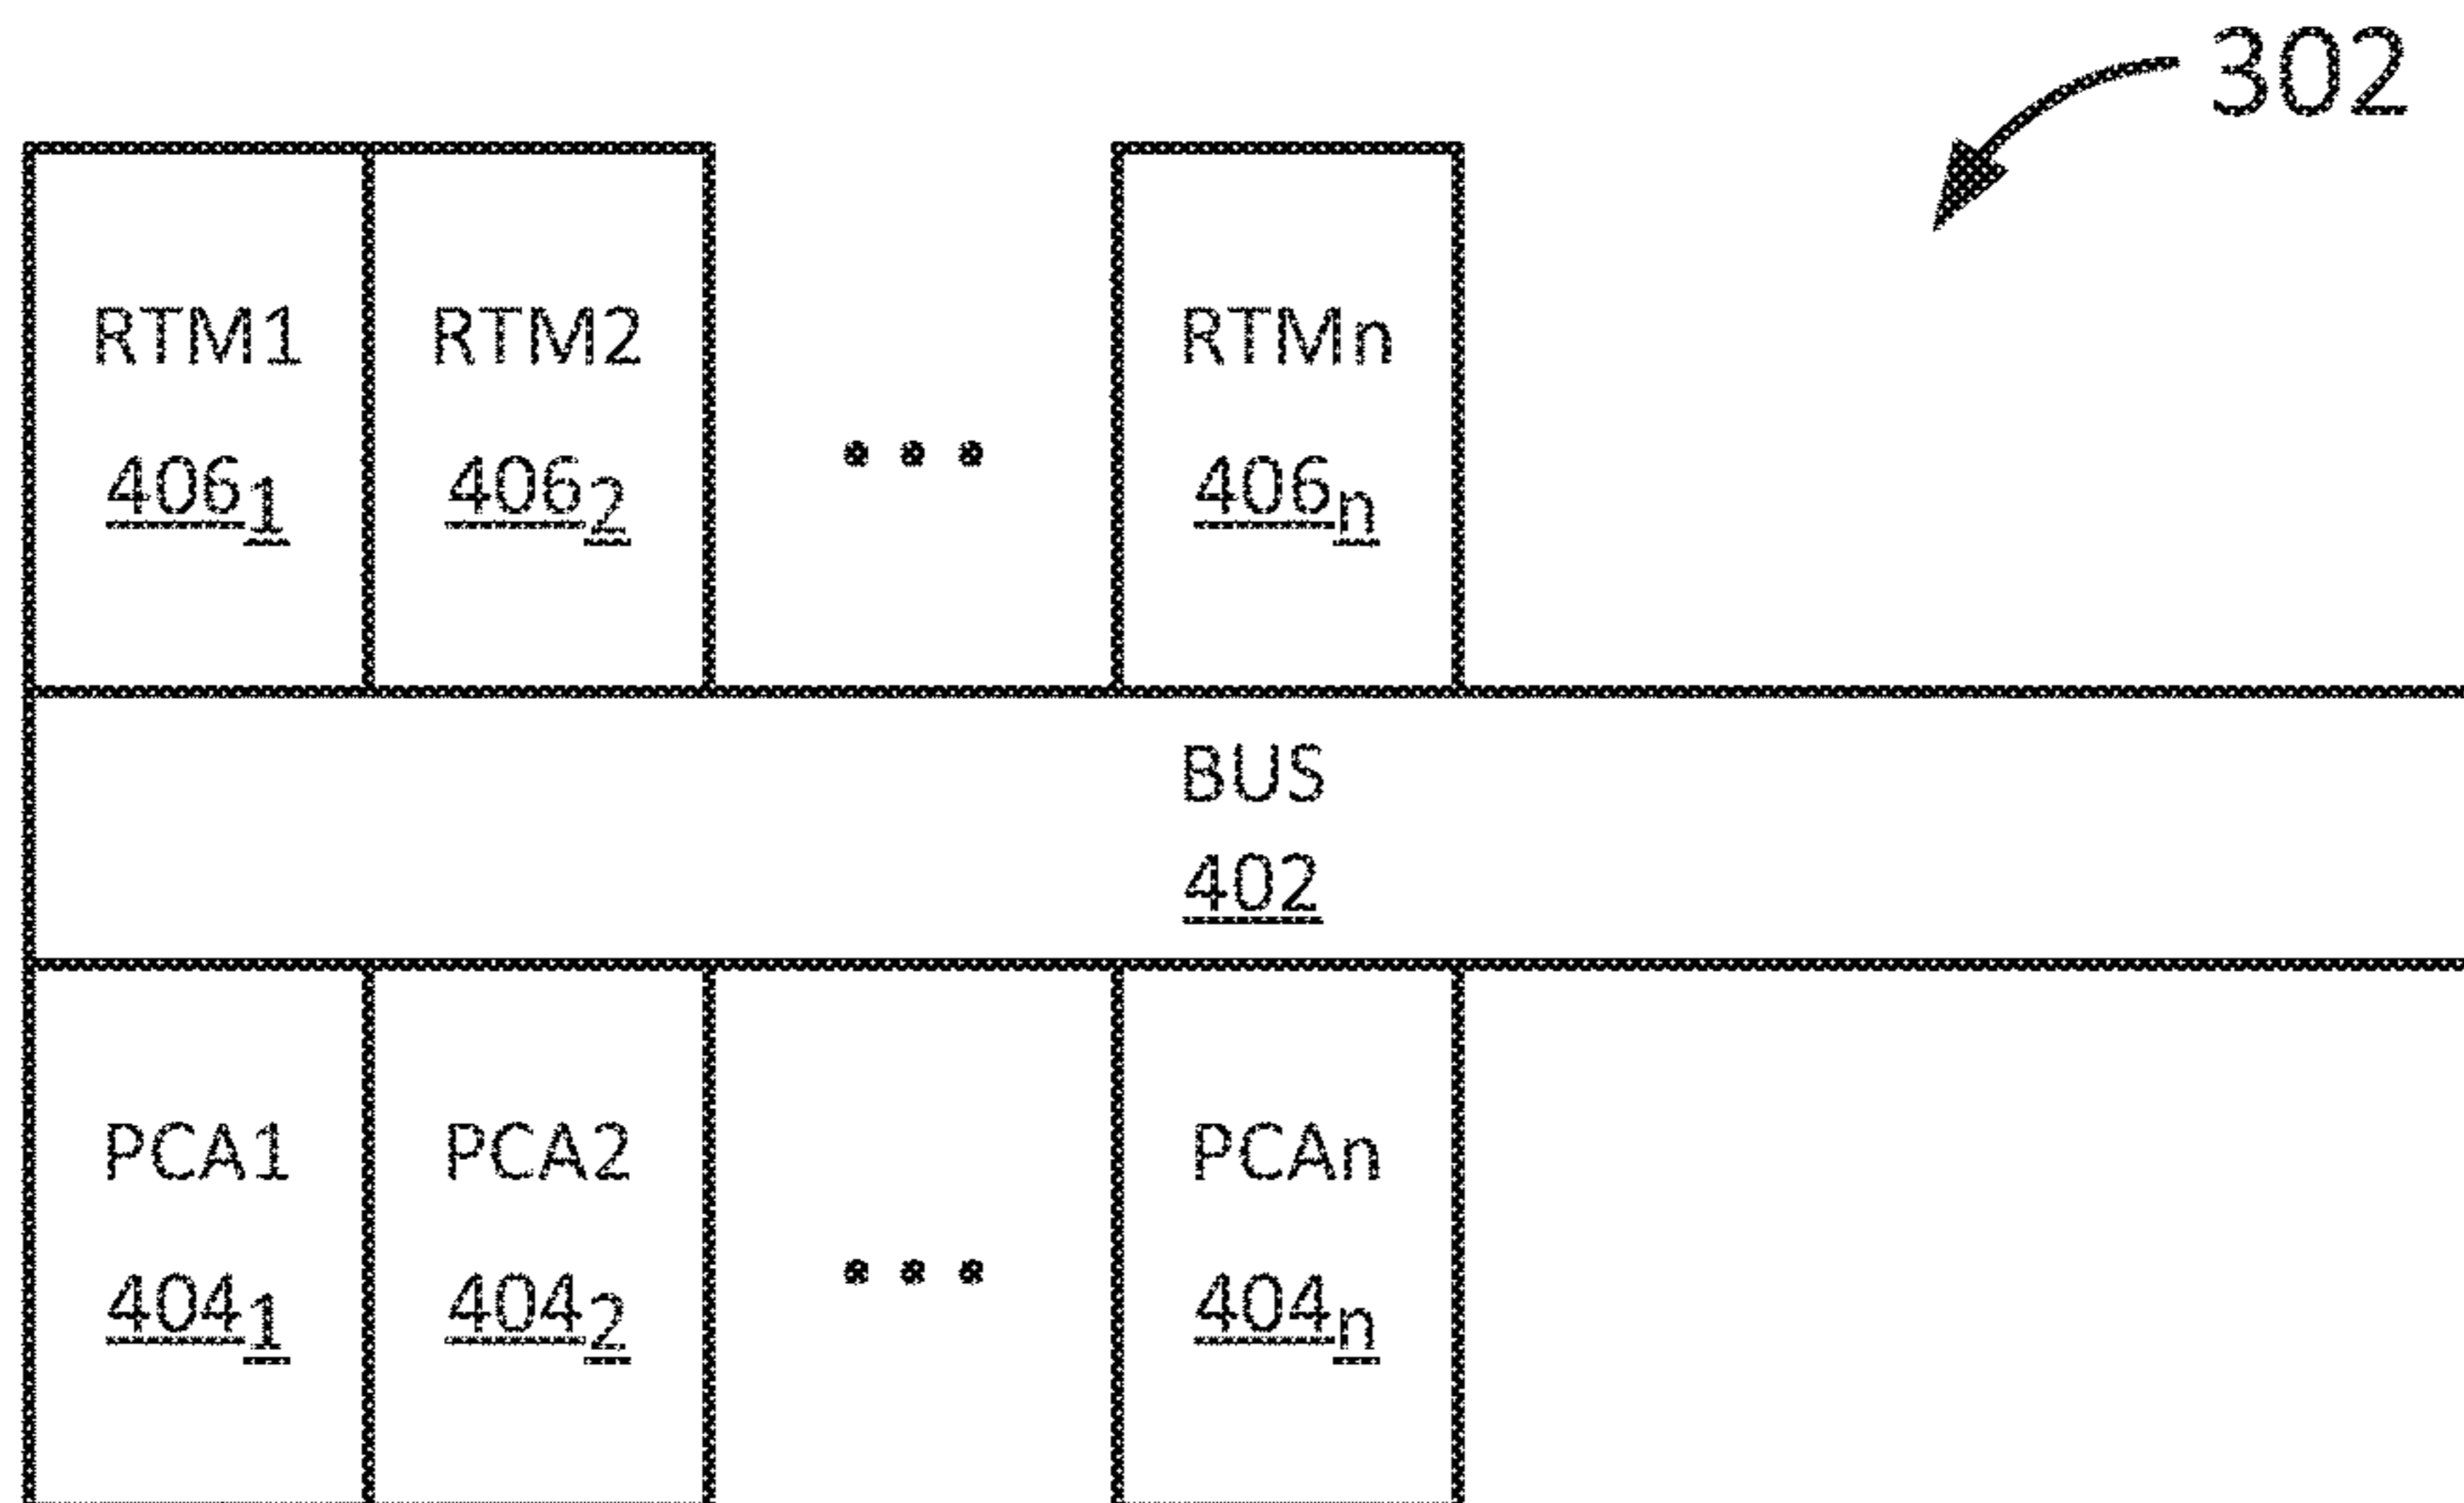 302
RTM1 RTM2 RTMn
406₁ 406₂ • • • 406ₙ
BUS
402
PCA1 PCA2 PCAn
404₁ 404₂ • • • 404ₙ